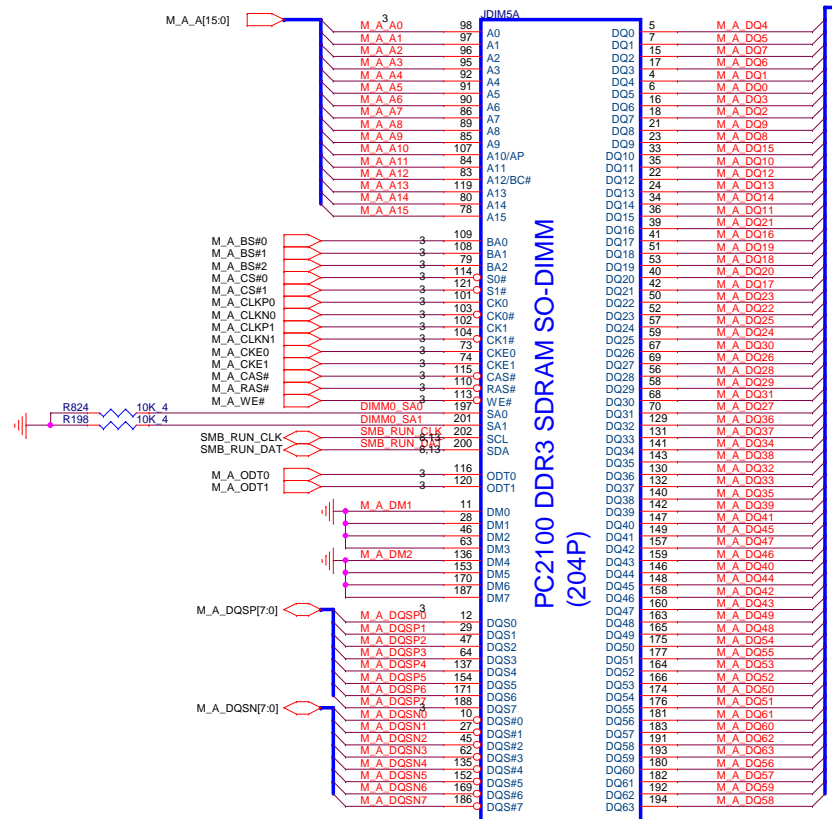 M_A_A[15:0]
3
JDIM5A
M_A_A0 98 A0
M_A_A1 97 A1
M_A_A2 96 A2
M_A_A3 95 A3
M_A_A4 92 A4
M_A_A5 91 A5
M_A_A6 90 A6
M_A_A7 86 A7
M_A_A8 89 A8
M_A_A9 85 A9
M_A_A10 107 A10/AP
M_A_A11 84 A11
M_A_A12 83 A12/BC#
M_A_A13 119 A13
M_A_A14 80 A14
M_A_A15 78 A15
M_A_BS#0 3 109 BA0
M_A_BS#1 3 108 BA1
M_A_BS#2 3 79 BA2
M_A_CS#0 3 114 S0#
M_A_CS#1 3 121 S1#
M_A_CLKP0 3 101 CK0
M_A_CLKN0 3 103 CK0#
M_A_CLKP1 3 102 CK1
M_A_CLKN1 3 104 CK1#
M_A_CKE0 3 73 CKE0
M_A_CKE1 3 74 CKE1
M_A_CAS# 3 115 CAS#
M_A_RAS# 3 110 RAS#
M_A_WE# 3 113 WE#
R824 10K_4 DIMM0_SA0 197 SA0
R198 10K_4 DIMM0_SA1 201 SA1
SMB_RUN_CLK SMB_RUN_CLK 8,13 202 SCL
SMB_RUN_DAT SMB_RUN_DAT 8,13 200 SDA
M_A_ODT0 3 116 ODT0
M_A_ODT1 3 120 ODT1
M_A_DM1 11 DM0
28 DM1
46 DM2
63 DM3
M_A_DM2 136 DM4
153 DM5
170 DM6
187 DM7
M_A_DQSP[7:0] 3
M_A_DQSP0 12 DQS0
M_A_DQSP1 29 DQS1
M_A_DQSP2 47 DQS2
M_A_DQSP3 64 DQS3
M_A_DQSP4 137 DQS4
M_A_DQSP5 154 DQS5
M_A_DQSP6 171 DQS6
M_A_DQSP7 188 DQS7
M_A_DQSN[7:0] 3
M_A_DQSN0 10 DQS#0
M_A_DQSN1 27 DQS#1
M_A_DQSN2 45 DQS#2
M_A_DQSN3 62 DQS#3
M_A_DQSN4 135 DQS#4
M_A_DQSN5 152 DQS#5
M_A_DQSN6 169 DQS#6
M_A_DQSN7 186 DQS#7
PC2100 DDR3 SDRAM SO-DIMM
(204P)
DQ0 5 M_A_DQ4
DQ1 7 M_A_DQ5
DQ2 15 M_A_DQ7
DQ3 17 M_A_DQ6
DQ4 4 M_A_DQ1
DQ5 6 M_A_DQ0
DQ6 16 M_A_DQ3
DQ7 18 M_A_DQ2
DQ8 21 M_A_DQ9
DQ9 23 M_A_DQ8
DQ10 33 M_A_DQ15
DQ11 35 M_A_DQ10
DQ12 22 M_A_DQ12
DQ13 24 M_A_DQ13
DQ14 34 M_A_DQ14
DQ15 36 M_A_DQ11
DQ16 39 M_A_DQ21
DQ17 41 M_A_DQ16
DQ18 51 M_A_DQ19
DQ19 53 M_A_DQ18
DQ20 40 M_A_DQ20
DQ21 42 M_A_DQ17
DQ22 50 M_A_DQ23
DQ23 52 M_A_DQ22
DQ24 57 M_A_DQ25
DQ25 59 M_A_DQ24
DQ26 67 M_A_DQ30
DQ27 69 M_A_DQ26
DQ28 56 M_A_DQ28
DQ29 58 M_A_DQ29
DQ30 68 M_A_DQ31
DQ31 70 M_A_DQ27
DQ32 129 M_A_DQ36
DQ33 131 M_A_DQ37
DQ34 141 M_A_DQ34
DQ35 143 M_A_DQ38
DQ36 130 M_A_DQ32
DQ37 132 M_A_DQ33
DQ38 140 M_A_DQ35
DQ39 142 M_A_DQ39
DQ40 147 M_A_DQ41
DQ41 149 M_A_DQ45
DQ42 157 M_A_DQ47
DQ43 159 M_A_DQ46
DQ44 146 M_A_DQ40
DQ45 148 M_A_DQ44
DQ46 158 M_A_DQ42
DQ47 160 M_A_DQ43
DQ48 163 M_A_DQ49
DQ49 165 M_A_DQ48
DQ50 175 M_A_DQ54
DQ51 177 M_A_DQ55
DQ52 164 M_A_DQ53
DQ53 166 M_A_DQ52
DQ54 174 M_A_DQ50
DQ55 176 M_A_DQ51
DQ56 181 M_A_DQ61
DQ57 183 M_A_DQ60
DQ58 191 M_A_DQ62
DQ59 193 M_A_DQ63
DQ60 180 M_A_DQ56
DQ61 182 M_A_DQ57
DQ62 192 M_A_DQ59
DQ63 194 M_A_DQ58